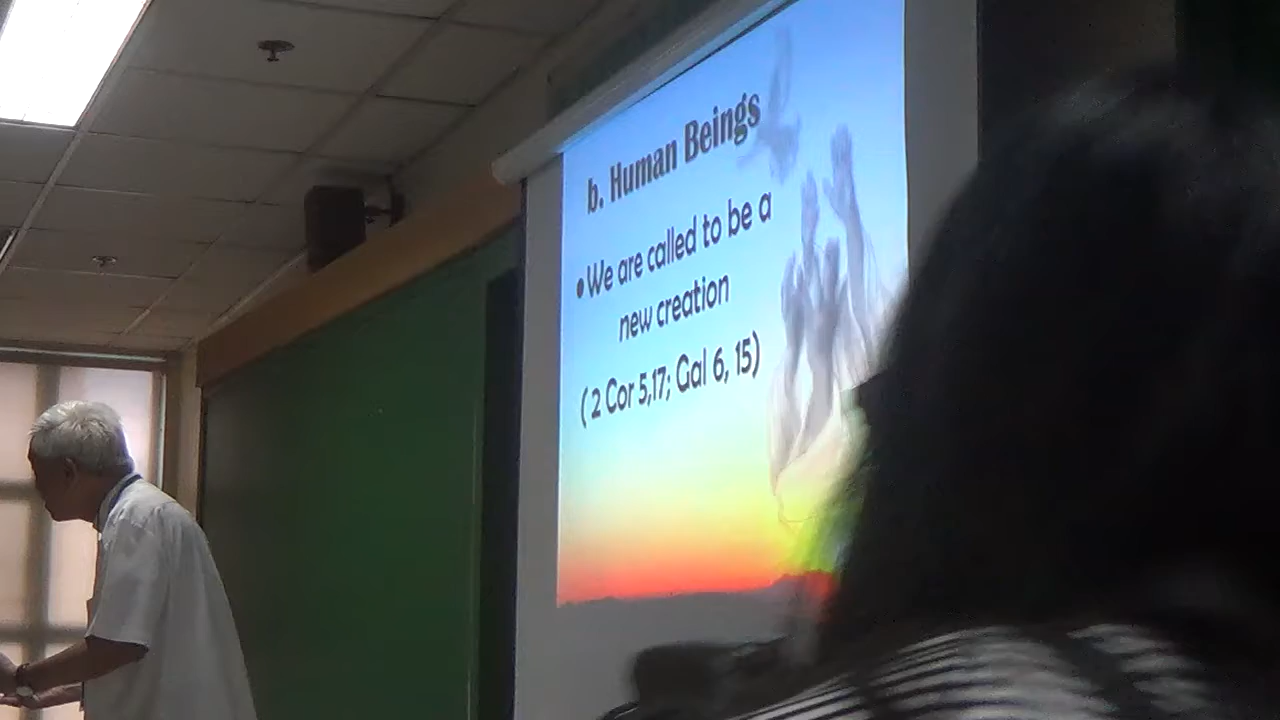 b. Human Beings
•We are called to be a
new creation
( 2 Cor 5,17; Gal 6, 15)